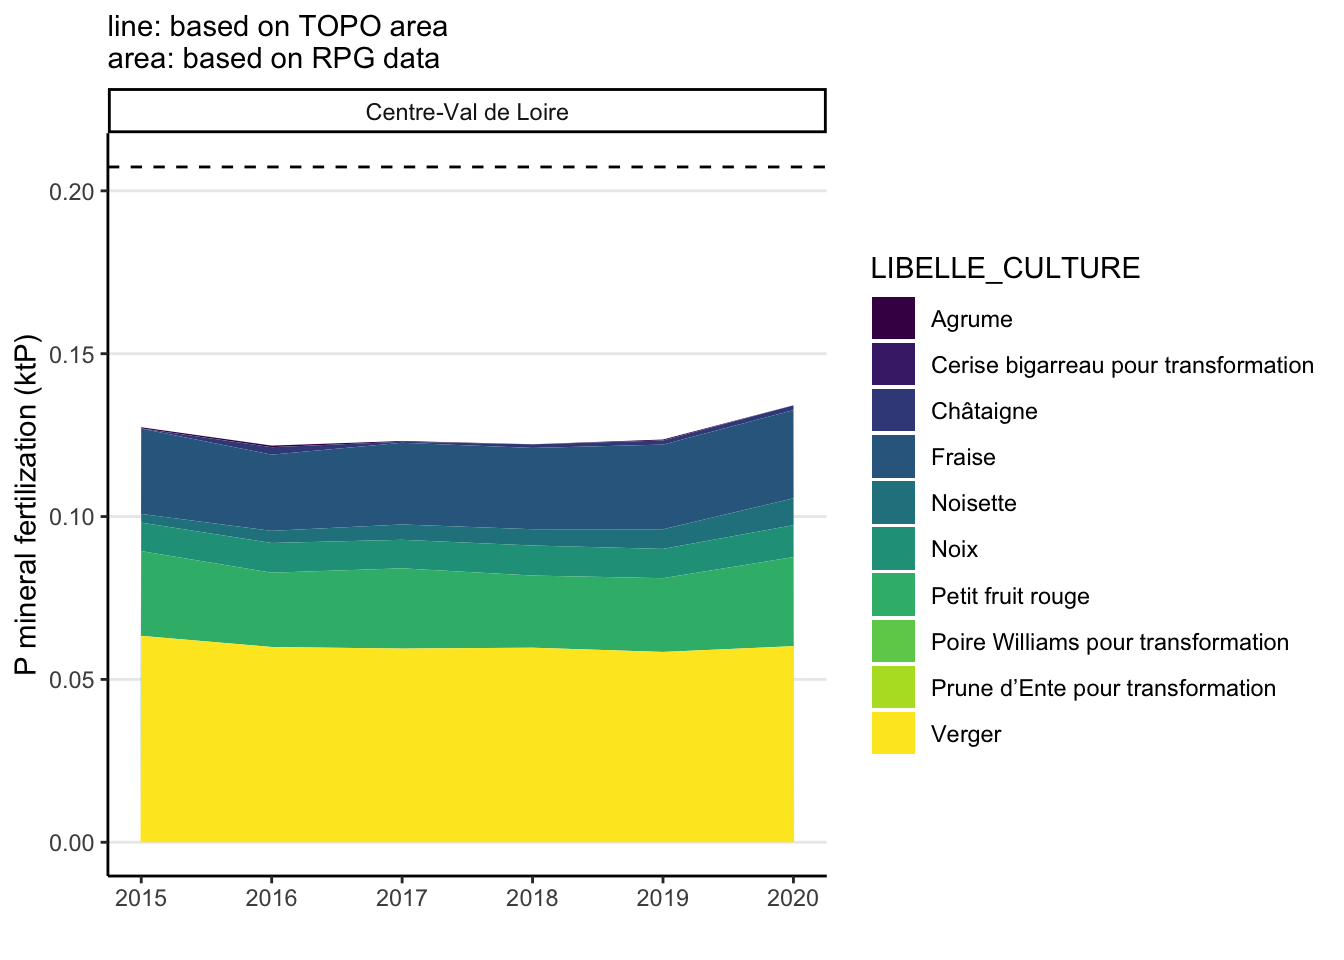 line: based on TOPO area
area: based on RPG data
Centre-Val de Loire
P mineral fertilization (ktP)
0.20
0.15
0.10
0.05
0.00
2015 2016 2017 2018 2019 2020
LIBELLE_CULTURE
Agrume
Cerise bigarreau pour transformation
Châtaigne
Fraise
Noisette
Noix
Petit fruit rouge
Poire Williams pour transformation
Prune d’Ente pour transformation
Verger